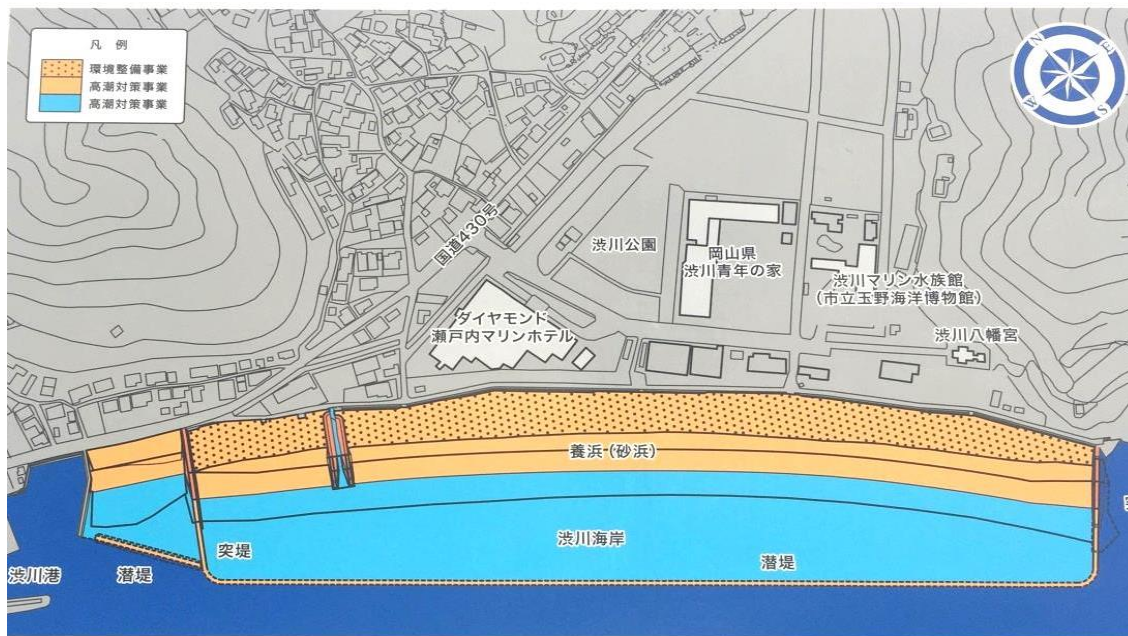 凡 例
環境整備事業
高潮対策事業
高潮対策事業
N
E
W
S
国道430号
渋川公園
岡山県
渋川青年の家
渋川マリン水族館
(市立玉野海洋博物館)
渋川八幡宮
ダイヤモンド
瀬戸内マリンホテル
養浜(砂浜)
渋川海岸
突堤
潜堤
潜堤
渋川港